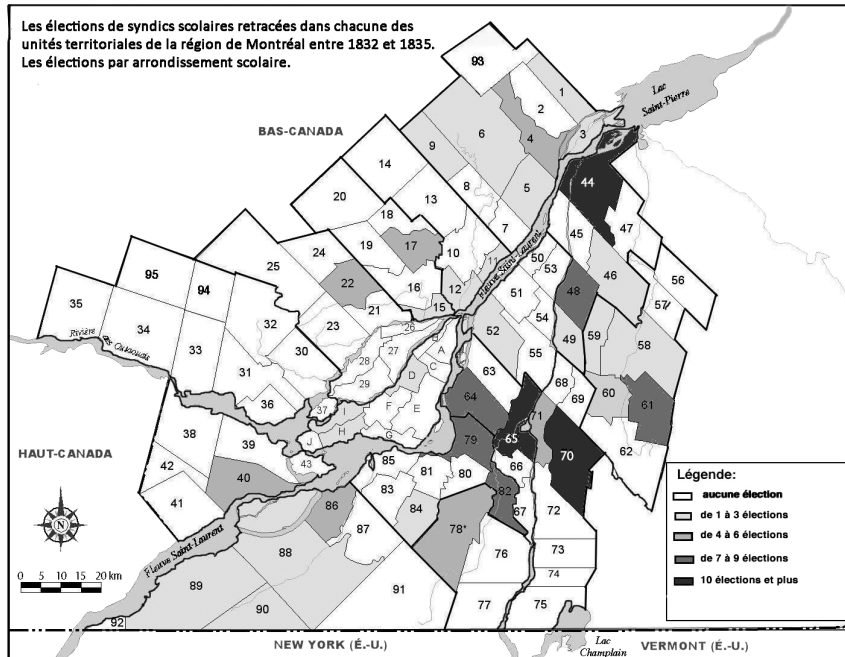 Les élections de syndics scolaires retracées dans chacune des
unités territoriales de la région de Montréal entre 1832 et 1835.
Les élections par arrondissement scolaire.
93
1
2
Lac
Saint-Pierre
BAS-CANADA
3
4
6
9
14
5
44
8
20
13
7
47
18
45
17
10
19
24
50
56
25
11
53
46
95
22
12
48
57
94
16
51
35
15
21
54
32
23
26
52
59
34
B
49
58
Rivière
des Outaouais
33
27
A
55
30
28
C
63
31
D
68
60
29
69
61
36
64
37
I
F
E
71
38
H
G
79
65
39
J
62
HAUT-CANADA
43
85
66
70
42
40
81
80
83
82
41
86
84
67
72
87
78*
Fleuve Saint-Laurent
Fleuve Saint-Laurent
88
76
73
74
89
91
90
77
75
92
N
0 5 10 15 20 km
Légende:
aucune élection
de 1 à 3 élections
de 4 à 6 élections
de 7 à 9 élections
10 élections et plus
NEW YORK (É.-U.)
Lac
Champlain
VERMONT (É.-U.)